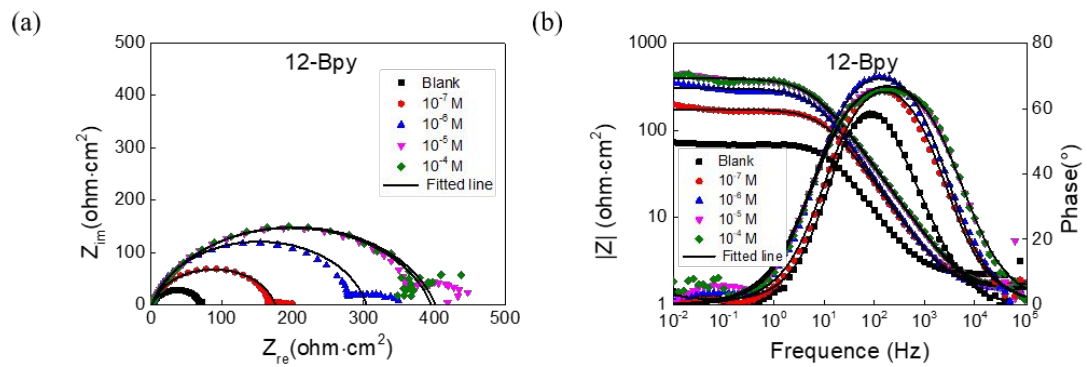 (a)
500
400
300
200
100
0
Z_im(ohm·cm²)
12-Bpy
Blank
10⁻⁷ M
10⁻⁶ M
10⁻⁵ M
10⁻⁴ M
Fitted line
0 100 200 300 400 500
Z_re(ohm·cm²)
(b)
1000
100
10
1
|Z| (ohm·cm²)
12-Bpy
Blank
10⁻⁷ M
10⁻⁶ M
10⁻⁵ M
10⁻⁴ M
Fitted line
80
60
40
20
0
Phase(°)
10⁻² 10⁻¹ 10⁰ 10¹ 10² 10³ 10⁴ 10⁵
Frequence (Hz)